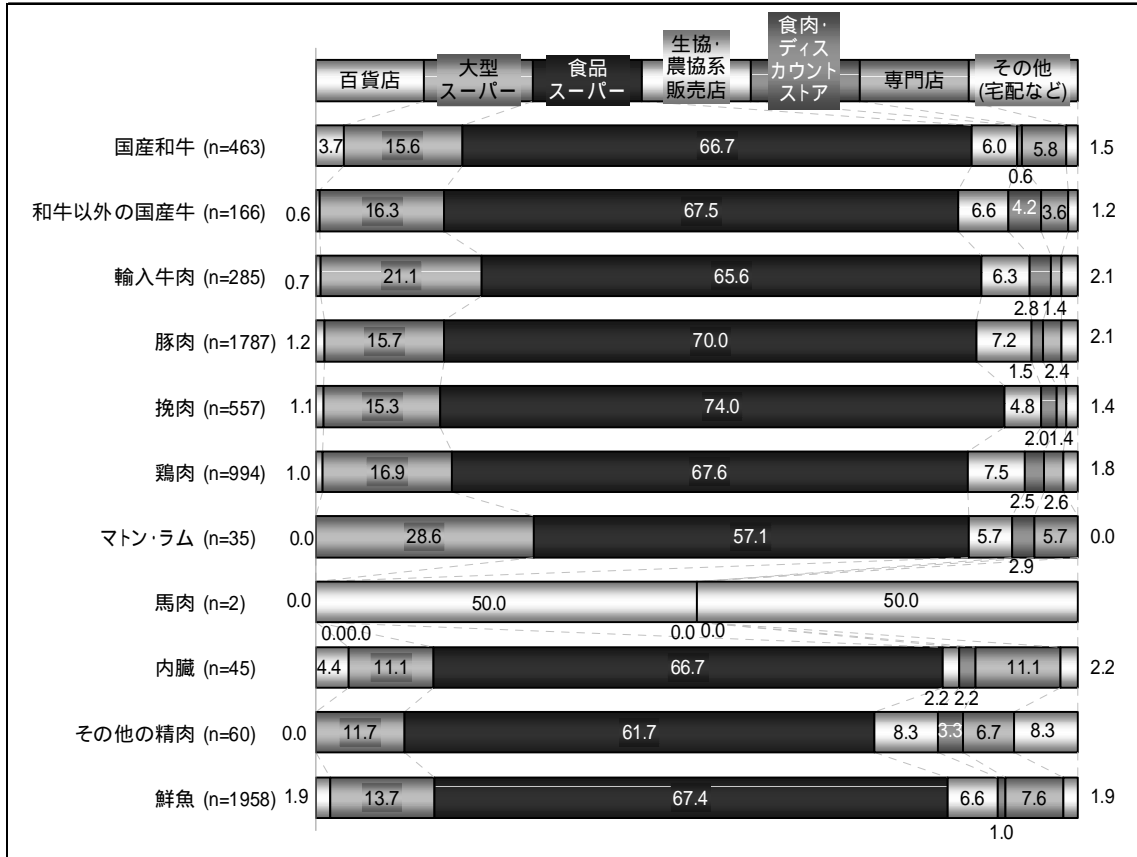 百貨店
大型
スーパー
食品
スーパー
生協・
農協系
販売店
食肉・
ディス
カウント
ストア
専門店
その他
(宅配など)
国産和牛 (n=463)
3.7 15.6 66.7 6.0 5.8 1.5
0.6
和牛以外の国産牛 (n=166) 0.6 16.3 67.5 6.6 4.2 3.6 1.2
輸入牛肉 (n=285) 0.7 21.1 65.6 6.3 2.1
2.8 1.4
豚肉 (n=1787) 1.2 15.7 70.0 7.2 2.1
1.5 2.4
挽肉 (n=557) 1.1 15.3 74.0 4.8 1.4
2.0 1.4
鶏肉 (n=994) 1.0 16.9 67.6 7.5 1.8
2.5 2.6
マトン・ラム (n=35) 0.0 28.6 57.1 5.7 5.7 0.0
2.9
馬肉 (n=2) 0.0 50.0 50.0
0.0 0.0 0.0 0.0
内臓 (n=45) 4.4 11.1 66.7 11.1 2.2
2.2 2.2
その他の精肉 (n=60) 0.0 11.7 61.7 8.3 3.3 6.7 8.3
鮮魚 (n=1958) 1.9 13.7 67.4 6.6 7.6 1.9
1.0